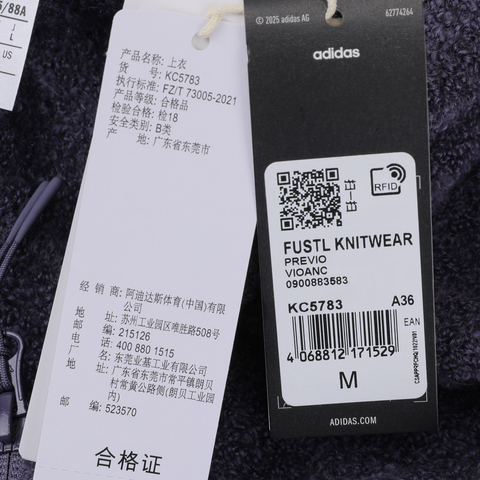 5/88A
J
L
产品名称：上衣
货 号：KC5783
执行标准：FZ/T 73005-2021
产品等级：合格品
检验合格：检18
安全类别：B类
产 地：广东省东莞市
经 销 商：阿迪达斯体育(中国)有限
公司
地 址：苏州工业园区唯胜路508号
邮 编：215126
电 话：400 880 1515
厂 名：东莞业基工业有限公司
地 址：广东省东莞市常平镇朗贝
村常黄公路侧(朗贝工业园
内)
邮 编：523570
合格证
© 2025 adidas AG
62774264
adidas
RFID
FUSTL KNITWEAR
PREVIO
VIOANC
0900883583
KC5783 A36
EAN
4 068812 171529
M
ADIDAS.COM